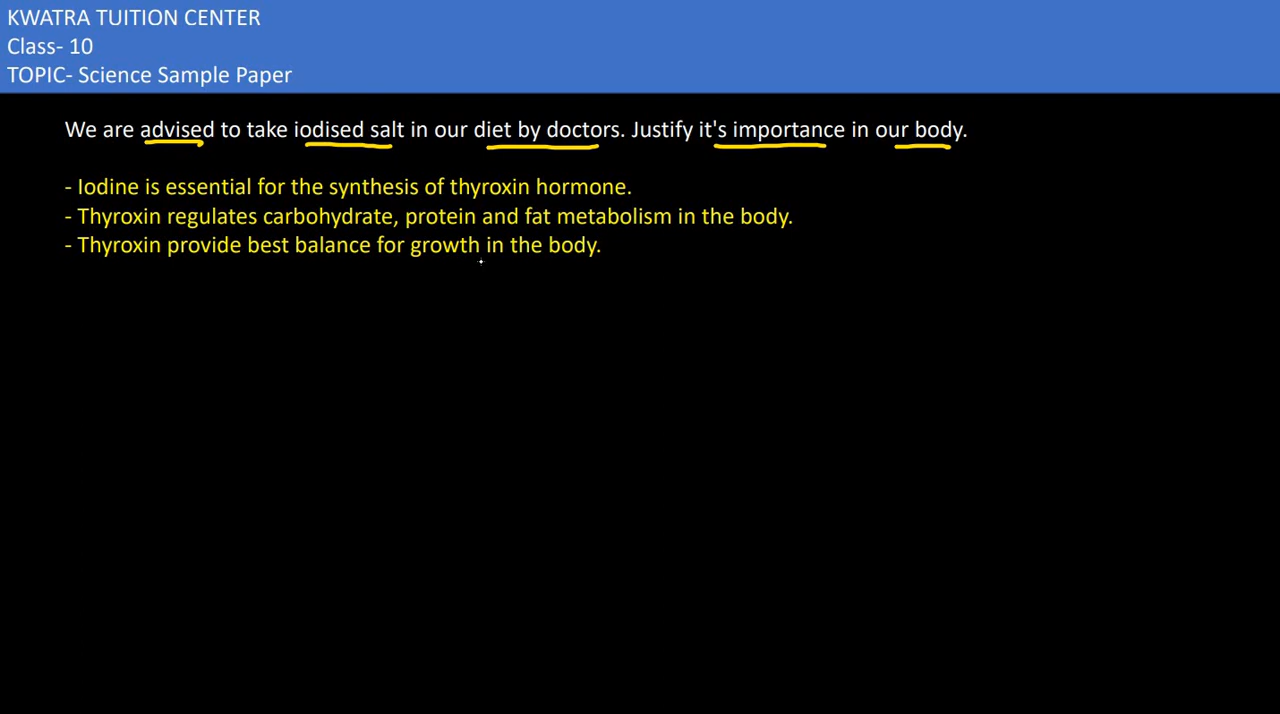 KWATRA TUITION CENTER
Class- 10
TOPIC- Science Sample Paper
We are advised to take iodised salt in our diet by doctors. Justify it's importance in our body.
- Iodine is essential for the synthesis of thyroxin hormone.
- Thyroxin regulates carbohydrate, protein and fat metabolism in the body.
- Thyroxin provide best balance for growth in the body.